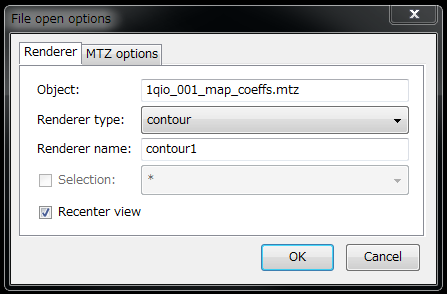 File open options
Renderer MTZ options
Object: 1qio_001_map_coeffs.mtz
Renderer type: contour
Renderer name: contour1
Selection: *
Recenter view
OK Cancel